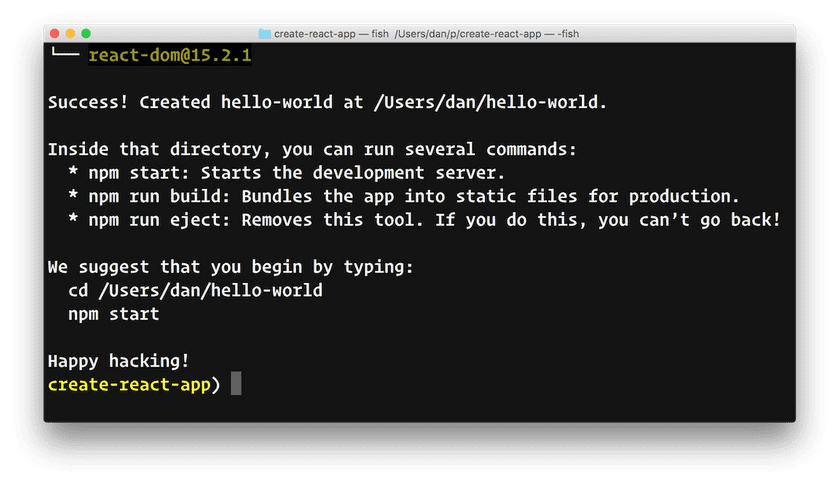 create-react-app — fish /Users/dan/p/create-react-app — -fish
└── react-dom@15.2.1
Success! Created hello-world at /Users/dan/hello-world.
Inside that directory, you can run several commands:
* npm start: Starts the development server.
* npm run build: Bundles the app into static files for production.
* npm run eject: Removes this tool. If you do this, you can’t go back!
We suggest that you begin by typing:
cd /Users/dan/hello-world
npm start
Happy hacking!
create-react-app)